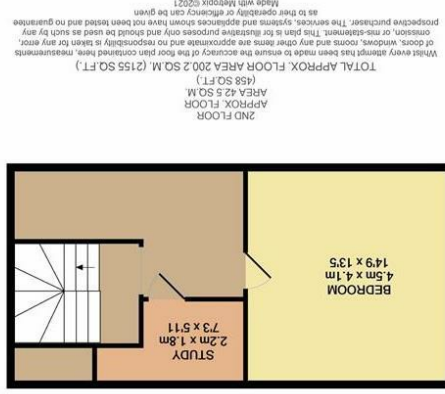 BEDROOM
4.5m x 4.1m
14'9 x 13'5
STUDY
2.2m x 1.8m
7'3 x 5'11
2ND FLOOR
APPROX. FLOOR
AREA 42.5 SQ.M.
(458 SQ.FT.)
TOTAL APPROX. FLOOR AREA 200.2 SQ.M. (2155 SQ.FT.)
Whilst every attempt has been made to ensure the accuracy of the floor plan contained here, measurements
of doors, windows, rooms and any other items are approximate and no responsibility is taken for any error,
omission, or mis-statement. This plan is for illustrative purposes only and should be used as such by any
prospective purchaser. The services, systems and appliances shown have not been tested and no guarantee
as to their operability or efficiency can be given
Made with Metropix ©2021